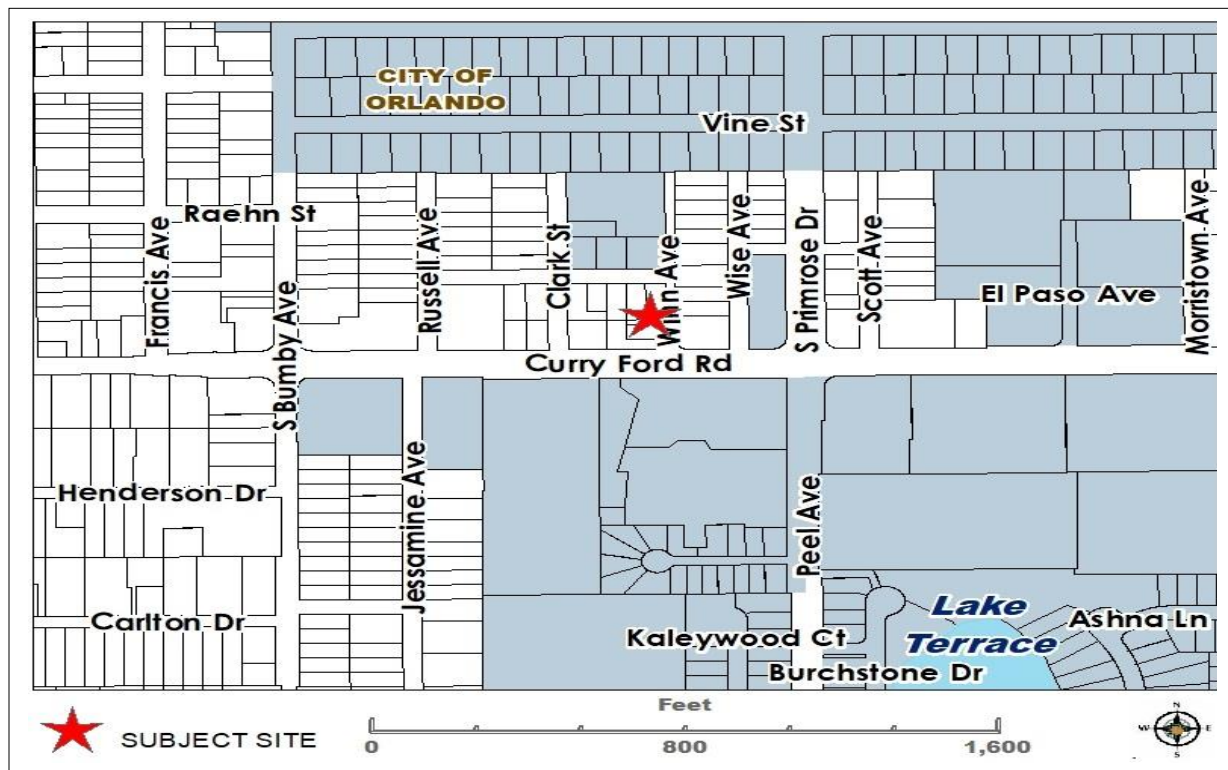 CITY OF
ORLANDO
Vine St
Raehn St
Francis Ave
S Bumby Ave
Russell Ave
Clark St
Winn Ave
Wise Ave
S Primrose Dr
Scott Ave
El Paso Ave
Morristown Ave
Curry Ford Rd
Henderson Dr
Jessamine Ave
Peel Ave
Carlton Dr
Kaleywood Ct
Lake
Terrace
Ashna Ln
Burchstone Dr
SUBJECT SITE
Feet
0 800 1,600
N
W E
S